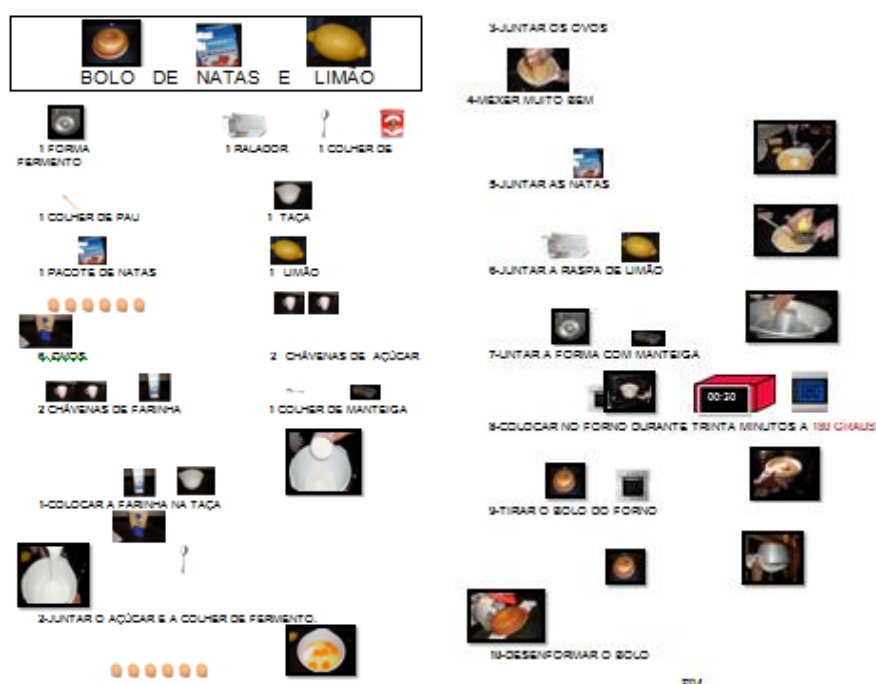 BOLO DE NATAS E LIMÃO
1 FORMA 1 RALADOR 1 COLHER DE
FERMENTO
1 COLHER DE PAU 1 TAÇA
1 PACOTE DE NATAS 1 LIMÃO
6 OVOS 2 CHÁVENAS DE AÇÚCAR
2 CHÁVENAS DE FARINHA 1 COLHER DE MANTEIGA
1-COLOCAR A FARINHA NA TAÇA
2-JUNTAR O AÇÚCAR E A COLHER DE FERMENTO.
3-JUNTAR OS OVOS
4-MEXER MUITO BEM
5-JUNTAR AS NATAS
6-JUNTAR A RASPA DE LIMÃO
7-UNTAR A FORMA COM MANTEIGA
00:30
8-COLOCAR NO FORNO DURANTE TRINTA MINUTOS A 180 GRAUS
9-TIRAR O BOLO DO FORNO
10-DESENFORMAR O BOLO